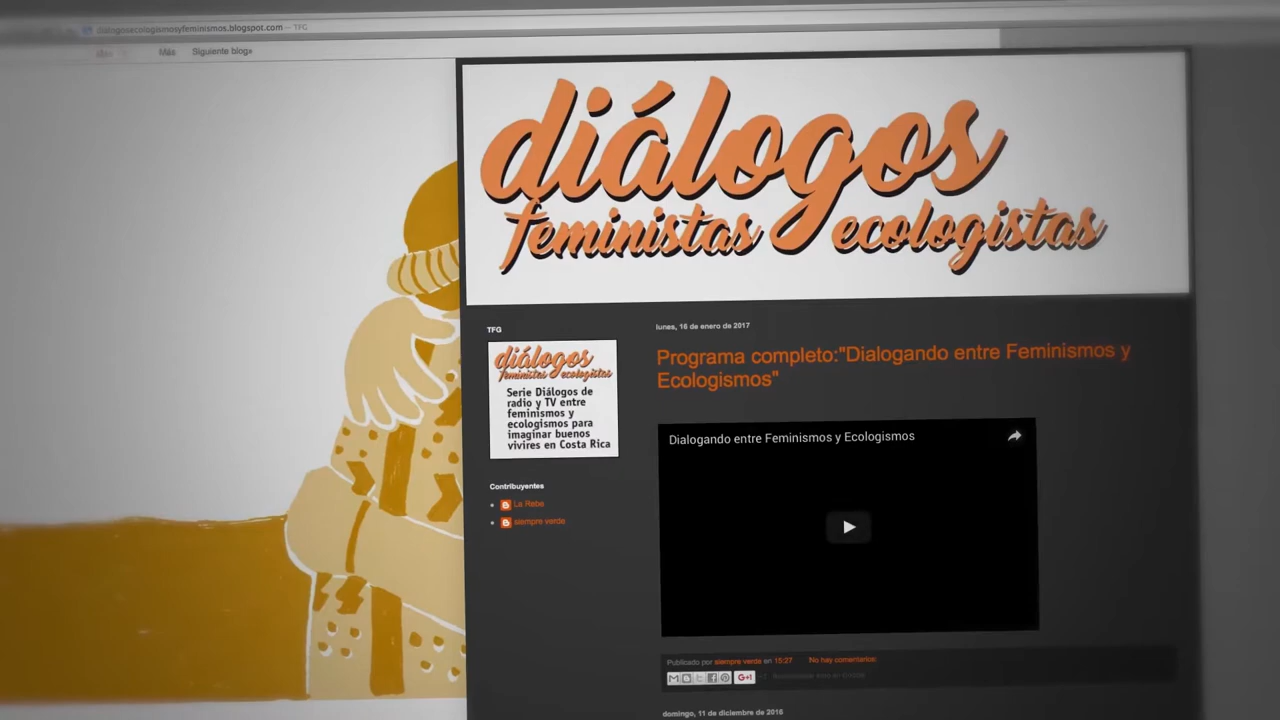 dialogosecologismosyfeminismos.blogspot.com — TFG
Más Siguiente blog»
diálogos
feministas ecologistas
TFG
diálogos
feministas ecologistas
Serie Diálogos de
radio y TV entre
feminismos y
ecologismos para
imaginar buenos
vivires en Costa Rica
Contribuyentes
La Rebe
siempre verde
lunes, 16 de enero de 2017
Programa completo:"Dialogando entre Feminismos y
Ecologismos"
Dialogando entre Feminismos y Ecologismos
Publicado por siempre verde en 15:27 No hay comentarios:
G+1
domingo, 11 de diciembre de 2016